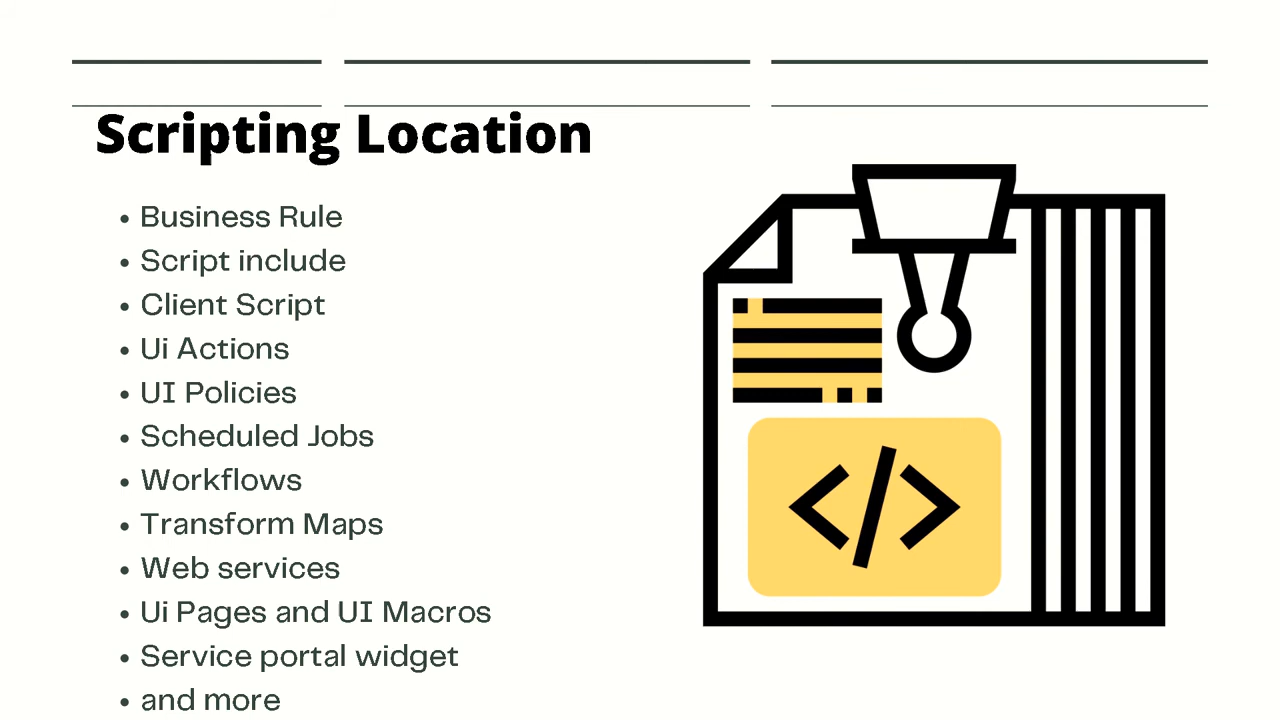 Scripting Location
• Business Rule
• Script include
• Client Script
• Ui Actions
• UI Policies
• Scheduled Jobs
• Workflows
• Transform Maps
• Web services
• Ui Pages and UI Macros
• Service portal widget
• and more
</>